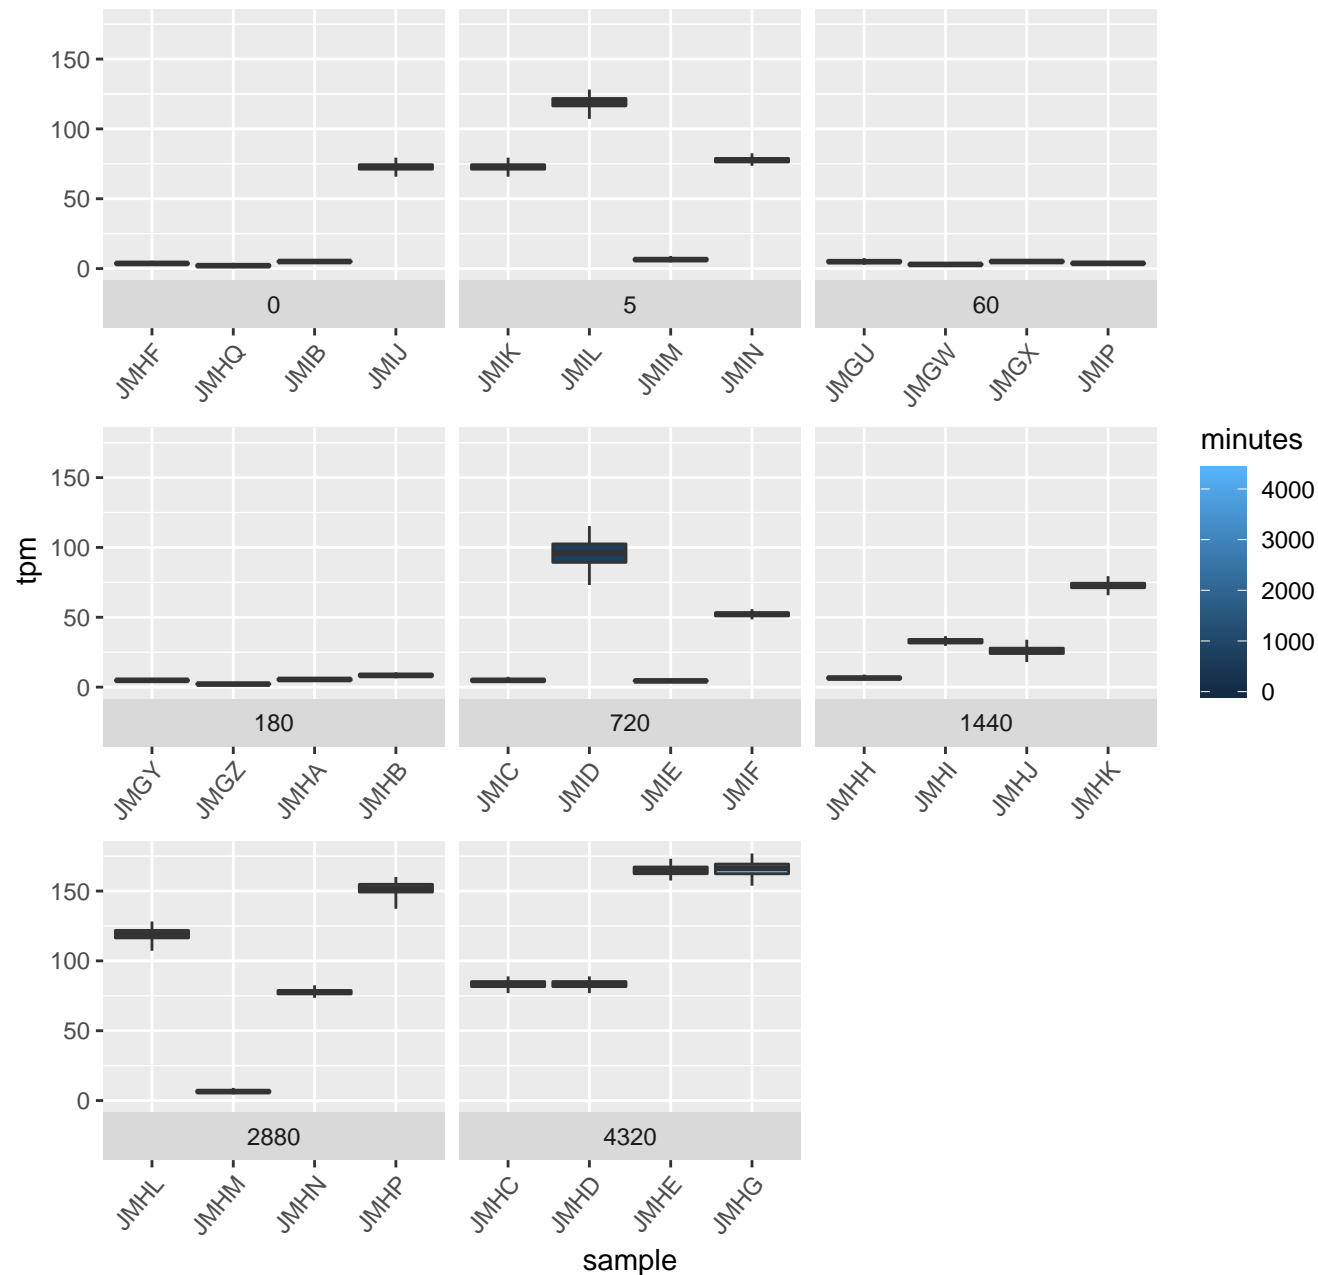 150
100
50
0
0
5
60
JMHF
JMHQ
JMIB
JMIJ
JMIK
JMIL
JMIM
JMIN
JMGU
JMGW
JMGX
JMIP
tpm
150
100
50
0
180
720
1440
JMGY
JMGZ
JMHA
JMHB
JMIC
JMID
JMIE
JMIF
JMHH
JMHI
JMHJ
JMHK
minutes
4000
3000
2000
1000
0
150
100
50
0
2880
4320
JMHL
JMHM
JMHN
JMHP
JMHC
JMHD
JMHE
JMHG
sample